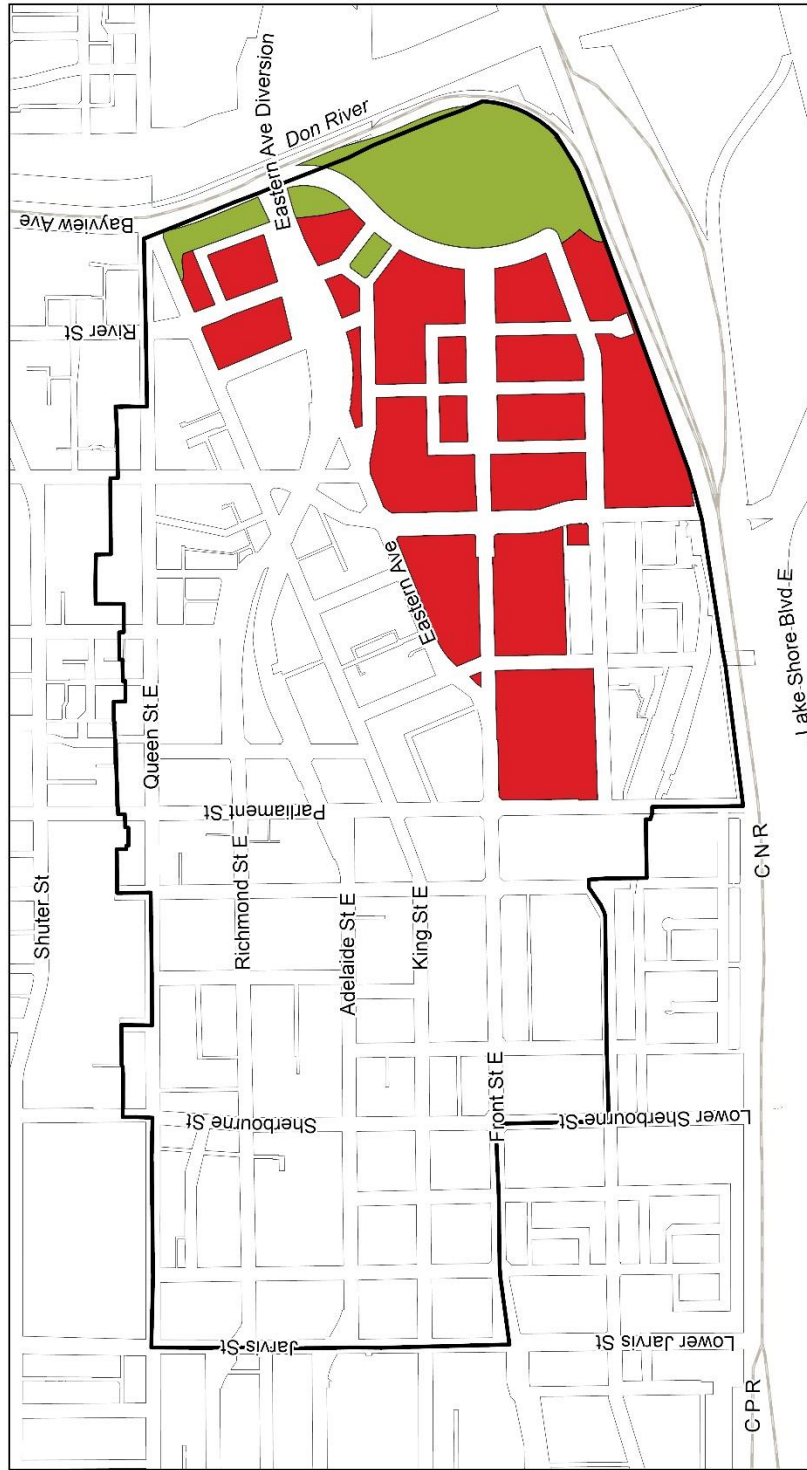 Eastern Ave Diversion
Don River
Bayview Ave
River St
Eastern Ave
Queen St E
Parliament St
Lake Shore Blvd E
Shuter St
Richmond St E
Adelaide St E
King St E
C N R
Sherbourne St
Front St E
Lower Sherbourne St
Jarvis St
Lower Jarvis St
C P R